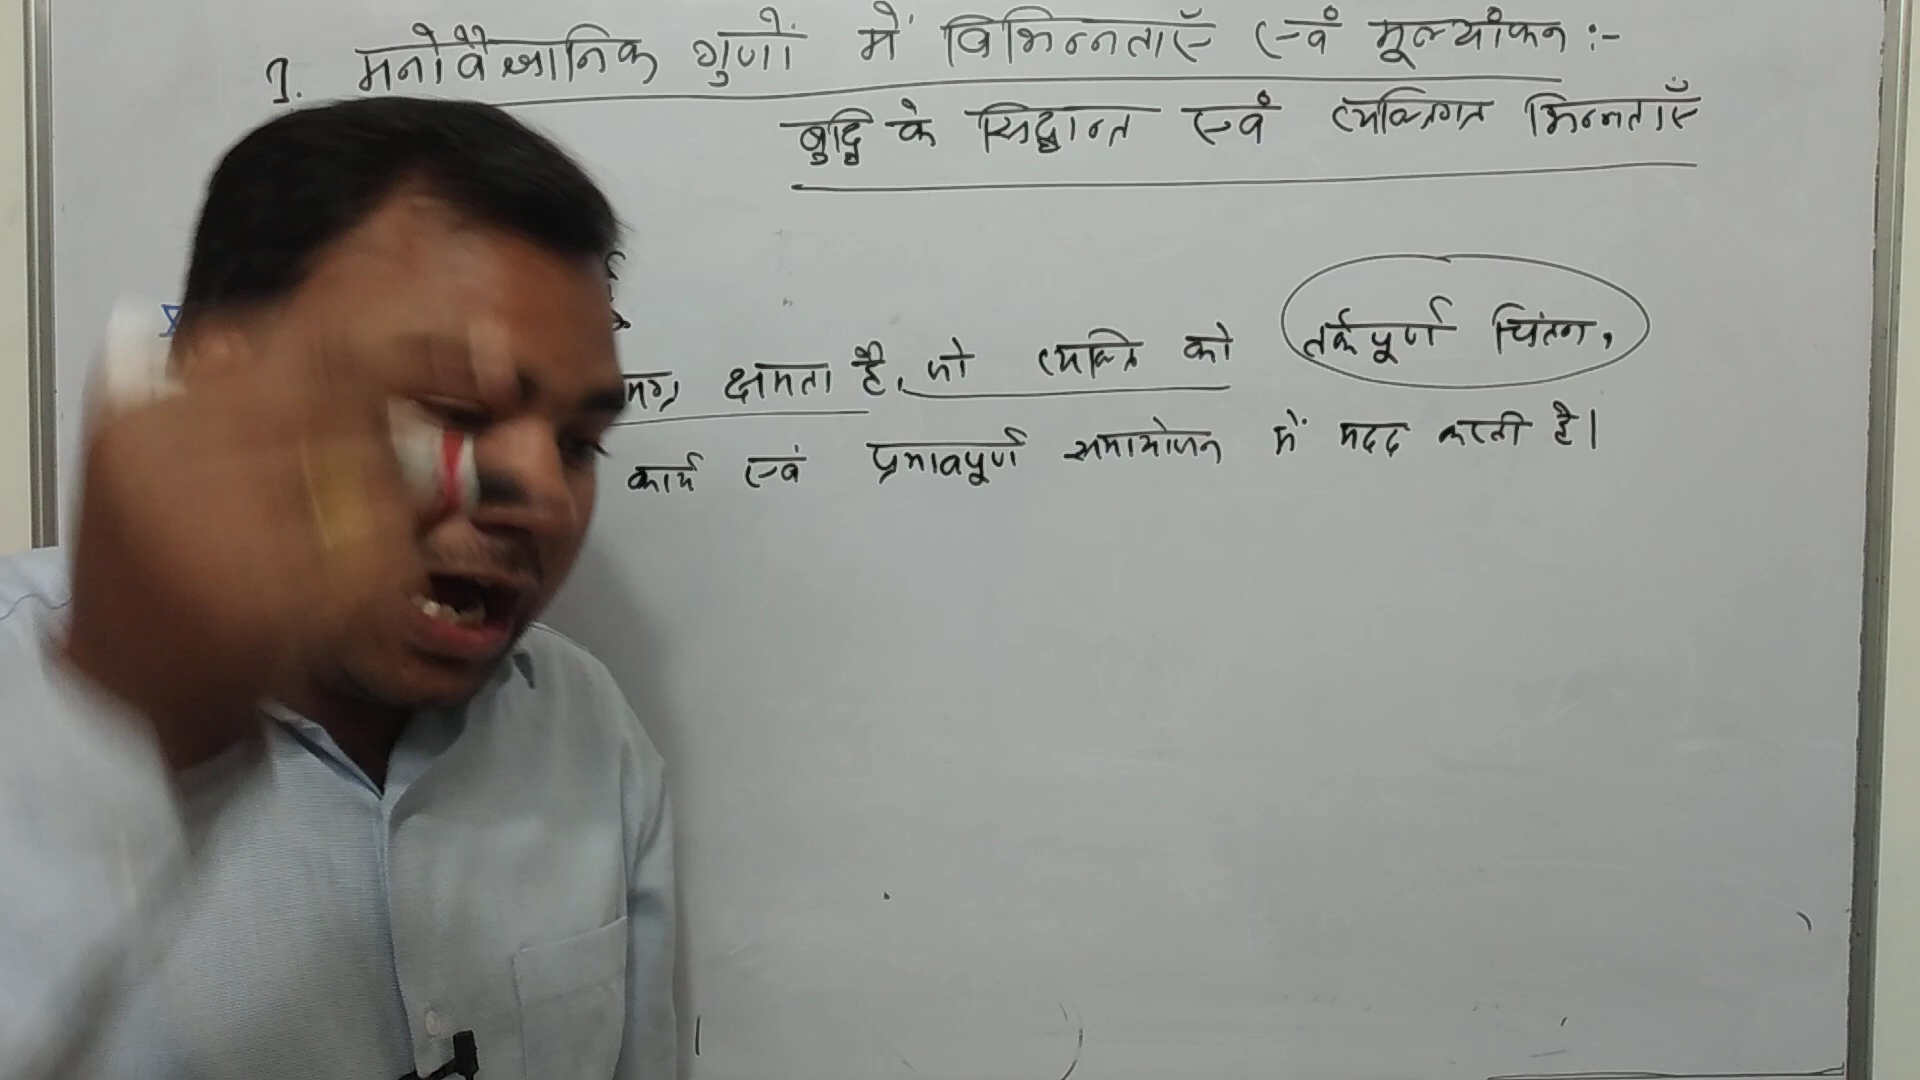 1. मनोवैज्ञानिक गुणों में विभिन्नताएँ एवं मूल्यांकन :-
बुद्धि के सिद्धान्त एवं व्यक्तिगत भिन्नताएँ
क्षमता है, जो व्यक्ति को तर्कपूर्ण चिंतन,
कार्य एवं प्रभावपूर्ण समायोजन में मदद करती है।